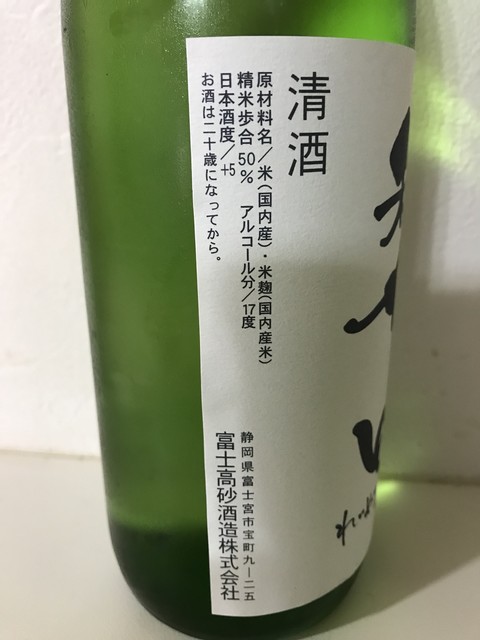 清酒
原材料名/米(国内産)・米麹(国内産米)
精米歩合 50% アルコール分/17度
日本酒度/+5
お酒は二十歳になってから。
静岡県富士宮市宝町九ー二五
富士高砂酒造株式会社